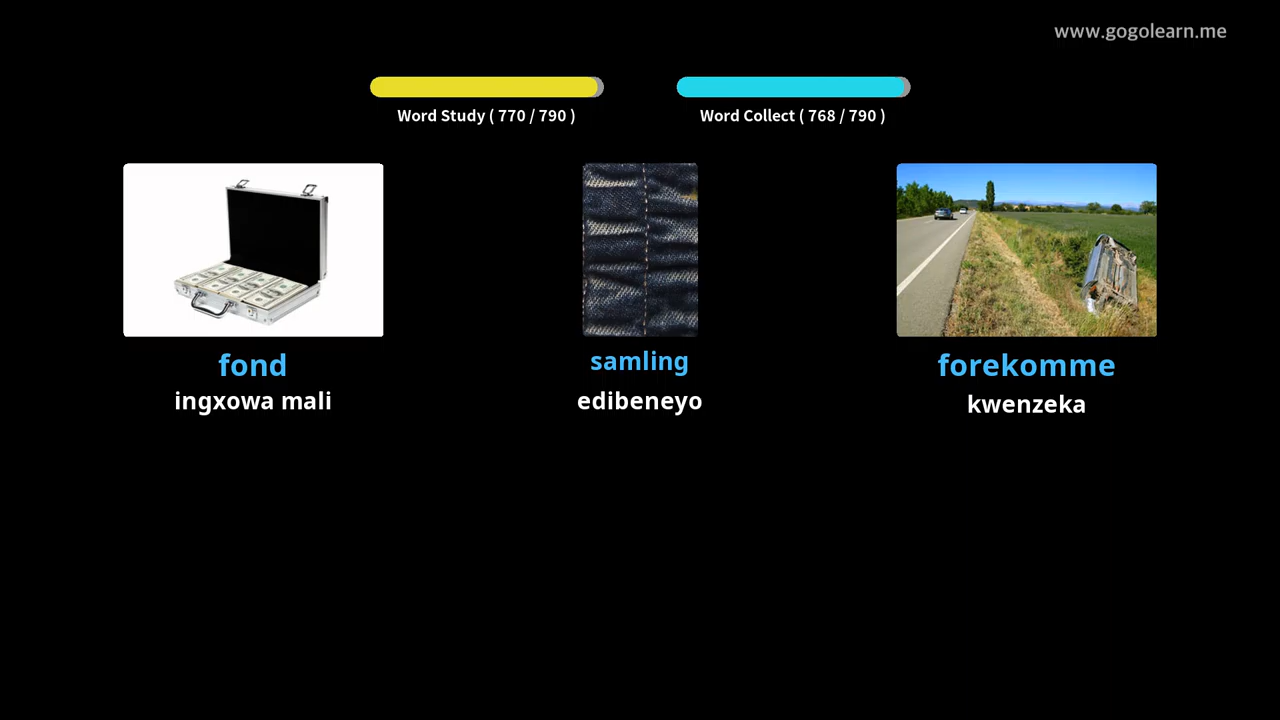 www.gogolearn.me
Word Study ( 770 / 790 )
Word Collect ( 768 / 790 )
fond
ingxowa mali
samling
edibeneyo
forekomme
kwenzeka